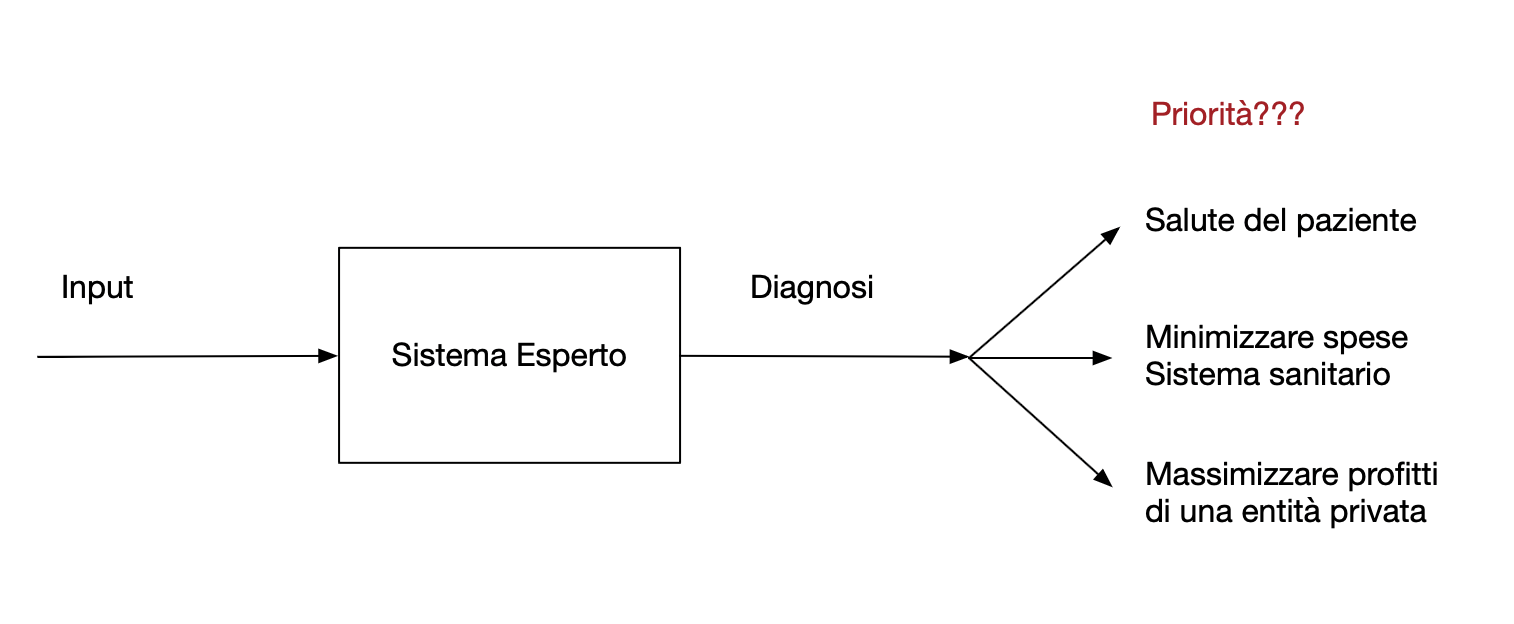 Priorità???
Salute del paziente
Input
Diagnosi
Sistema Esperto
Minimizzare spese
Sistema sanitario
Massimizzare profitti
di una entità privata